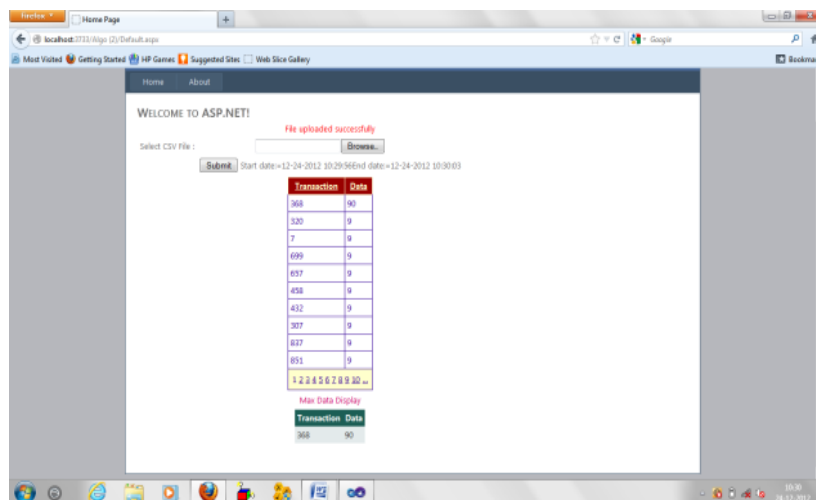 Firefox
Home Page
localhost:3733/Algo (2)/Default.aspx
Google
Most Visited Getting Started HP Games Suggested Sites Web Slice Gallery
Home About
WELCOME TO ASP.NET!
File uploaded successfully
Select CSV File :
Browse..
Submit Start date:=12-24-2012 10:29:56End date:=12-24-2012 10:30:03
Transaction Data
368 90
320 9
7 9
699 9
657 9
458 9
432 9
307 9
837 9
851 9
1 2 3 4 5 6 7 8 9 10 ...
Max Data Display
Transaction Data
368 90
10:30
24-12-2012